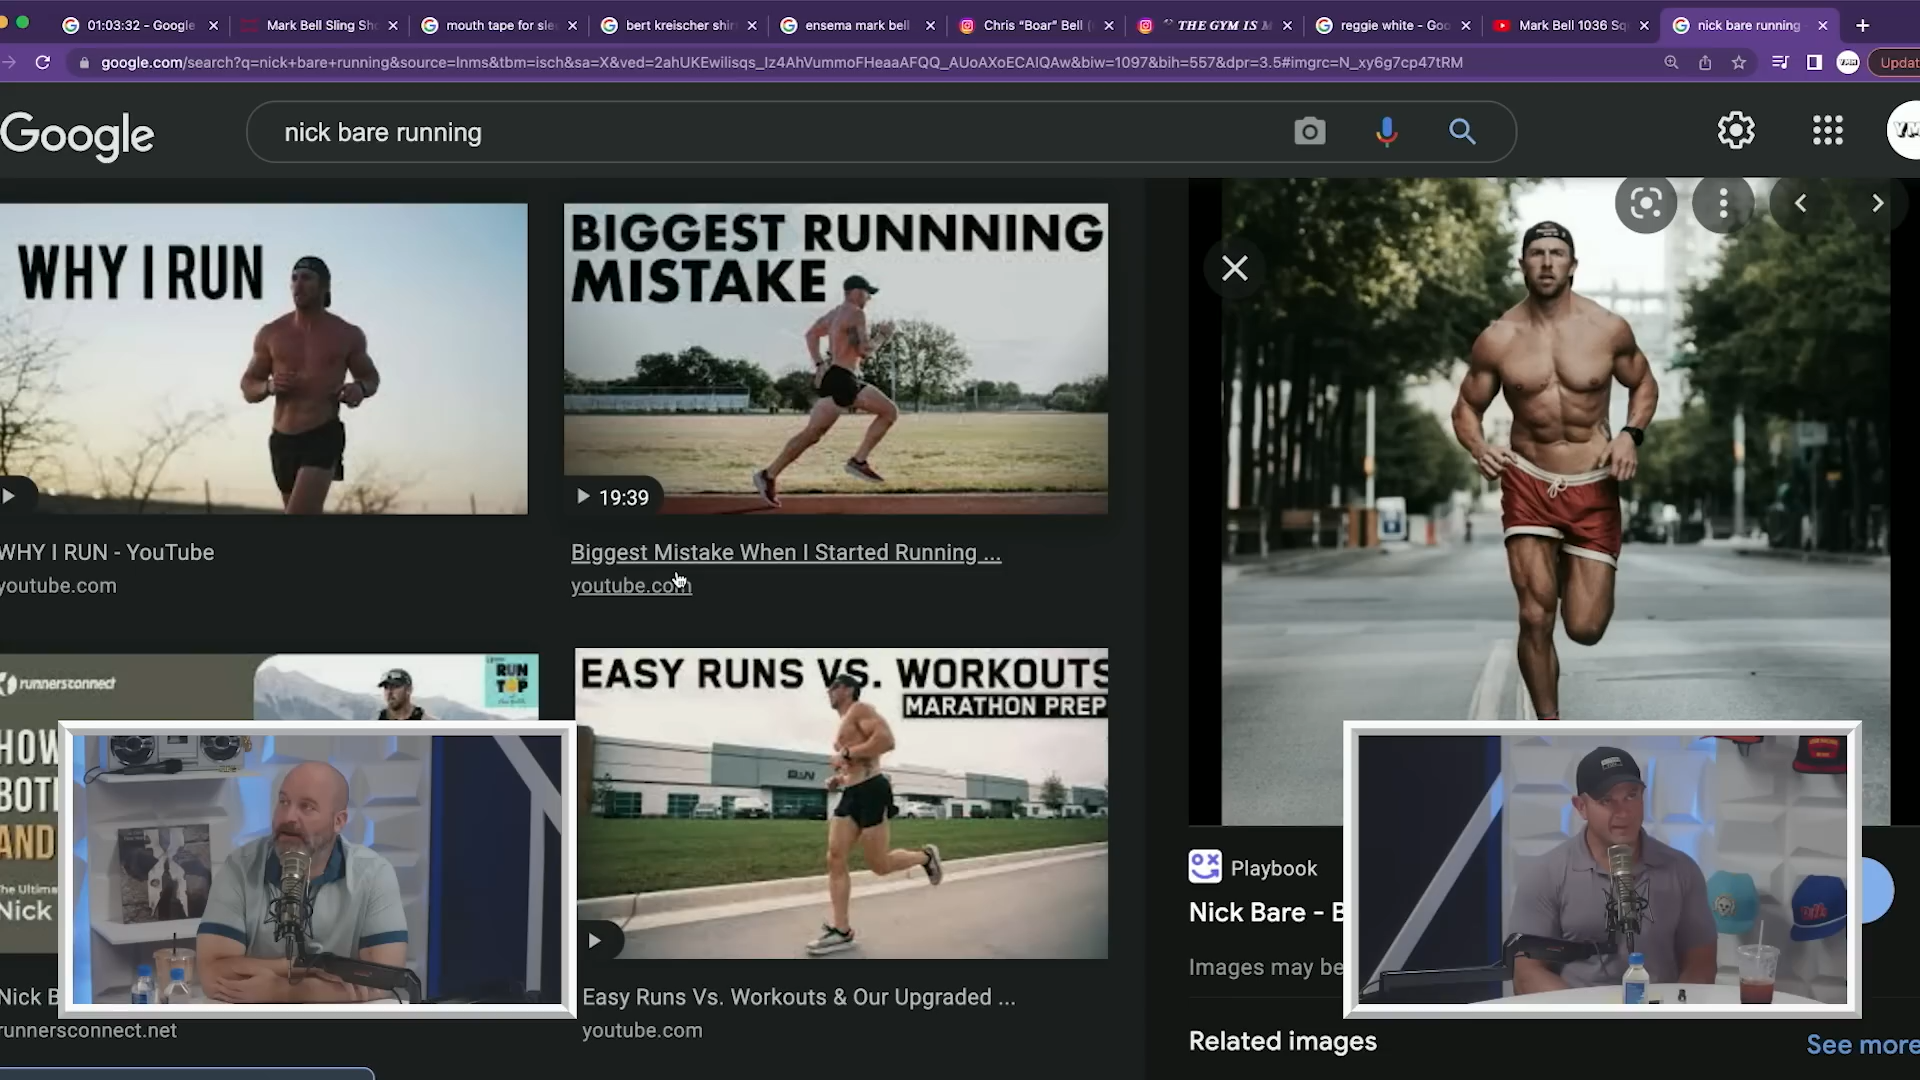 01:03:32 - Google
Mark Bell Sling Sh
mouth tape for sle
bert kreischer shir
ensema mark bell
Chris “Boar” Bell (
THE GYM IS M
reggie white - Goo
Mark Bell 1036 Sq
nick bare running
google.com/search?q=nick+bare+running&source=lnms&tbm=isch&sa=X&ved=2ahUKEwilisqs_Iz4AhVummoFHeaaAFQQ_AUoAXoECAIQAw&biw=1097&bih=557&dpr=3.5#imgrc=N_xy6g7cp47tRM
Updat
Google
nick bare running
WHY I RUN
BIGGEST RUNNNING
MISTAKE
19:39
WHY I RUN - YouTube
youtube.com
Biggest Mistake When I Started Running ...
youtube.com
runnersconnect
RUN
TOP
HOW
BOTH
AND
The Ultima
Nick
EASY RUNS VS. WORKOUTS
MARATHON PREP
Nick B
runnersconnect.net
Easy Runs Vs. Workouts & Our Upgraded ...
youtube.com
Playbook
Nick Bare - B
Images may be
Related images
See more